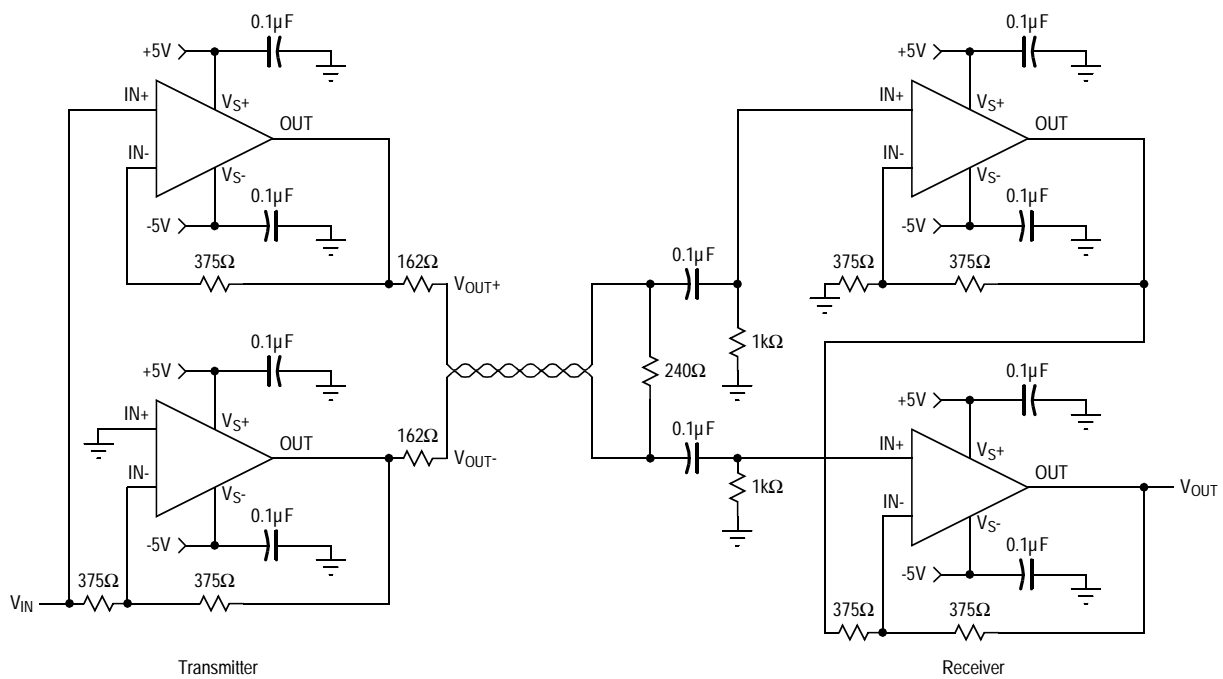 0.1µF
+5V
IN+
VS+
OUT
IN-
VS-
0.1µF
-5V
375Ω
162Ω
VOUT+
0.1µF
+5V
IN+
VS+
OUT
162Ω
VOUT-
IN-
VS-
0.1µF
-5V
375Ω
375Ω
VIN
Transmitter
0.1µF
1kΩ
240Ω
0.1µF
1kΩ
0.1µF
+5V
IN+
VS+
OUT
IN-
VS-
0.1µF
-5V
375Ω
375Ω
0.1µF
+5V
IN+
VS+
OUT
VOUT
IN-
VS-
0.1µF
-5V
375Ω
375Ω
Receiver